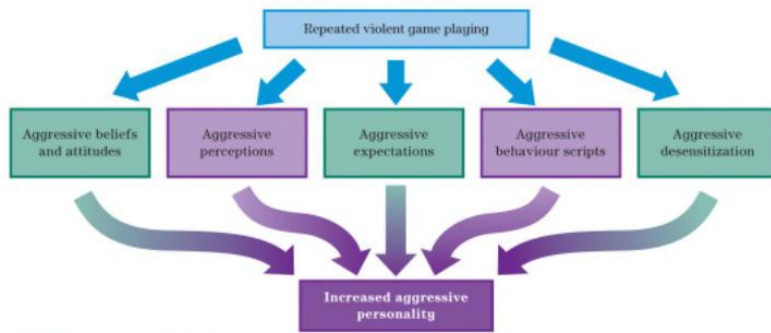 Repeated violent game playing
Aggressive beliefs
and attitudes
Aggressive
perceptions
Aggressive
expectations
Aggressive
behaviour scripts
Aggressive
desensitization
Increased aggressive
personality